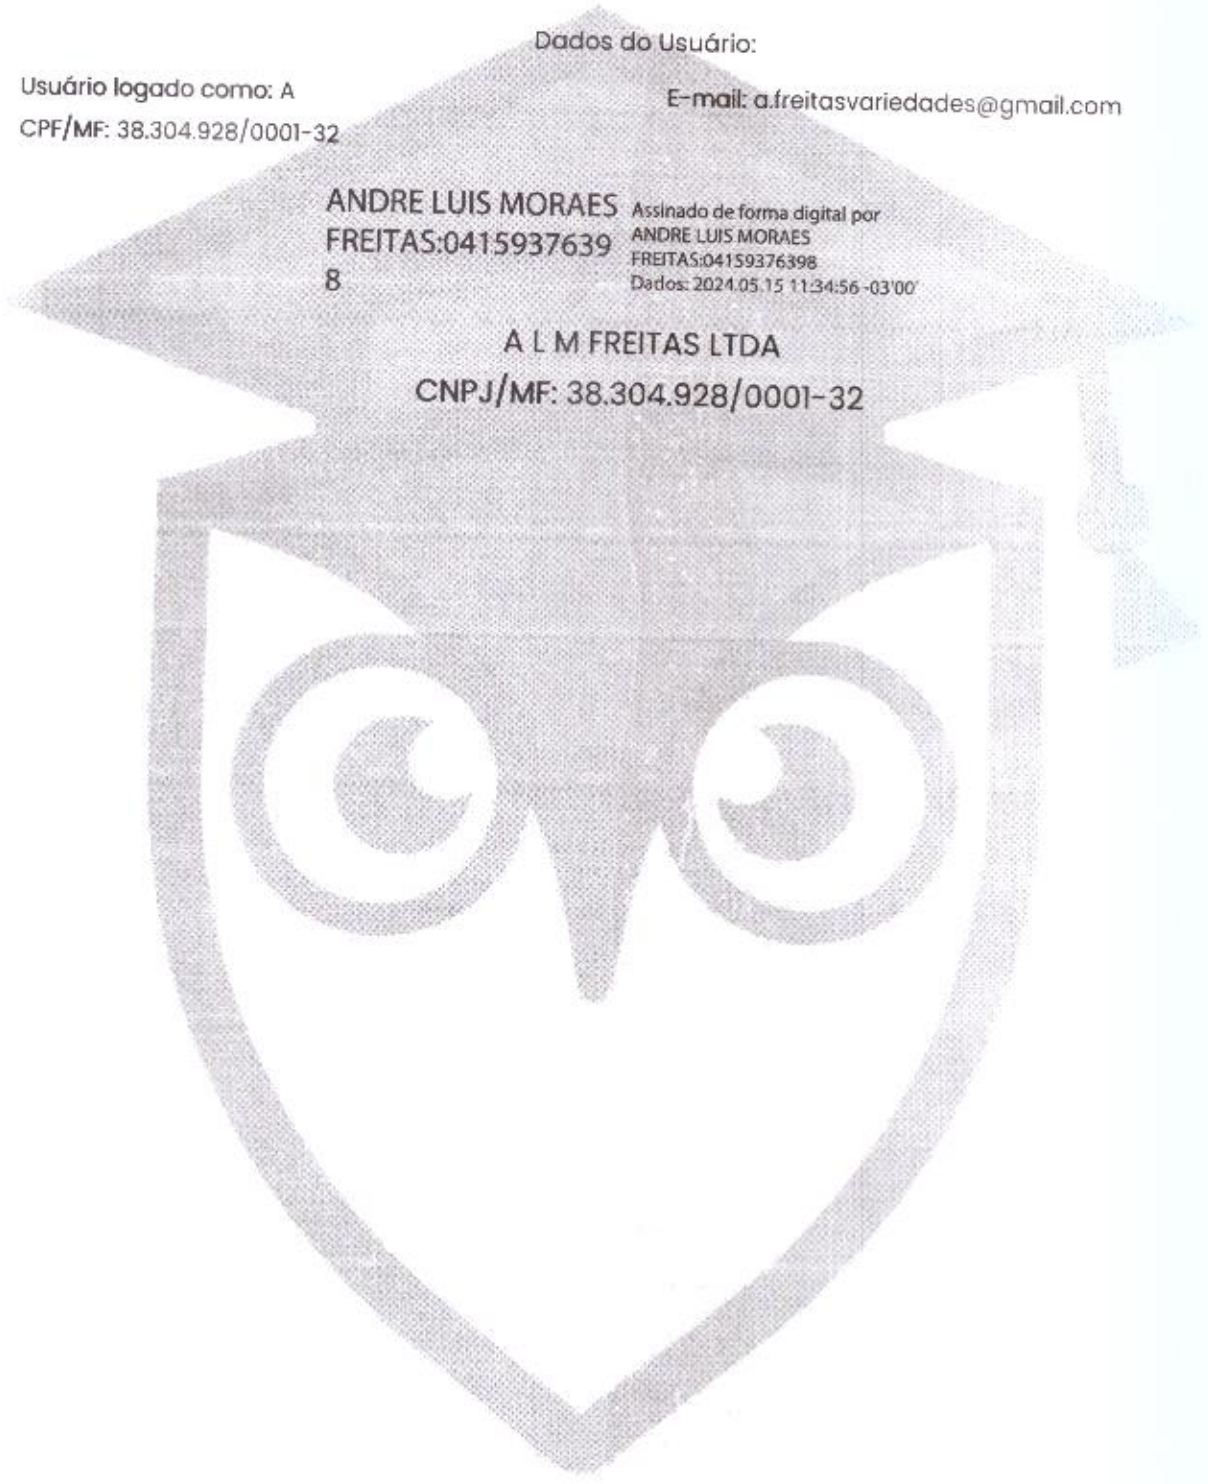 Dados do Usuário:
Usuário logado como: A
E-mail: a.freitasvariedades@gmail.com
CPF/MF: 38.304.928/0001-32
ANDRE LUIS MORAES
FREITAS:0415937639
8
Assinado de forma digital por
ANDRE LUIS MORAES
FREITAS:04159376398
Dados: 2024.05.15 11:34:56 -03'00'
A L M FREITAS LTDA
CNPJ/MF: 38.304.928/0001-32